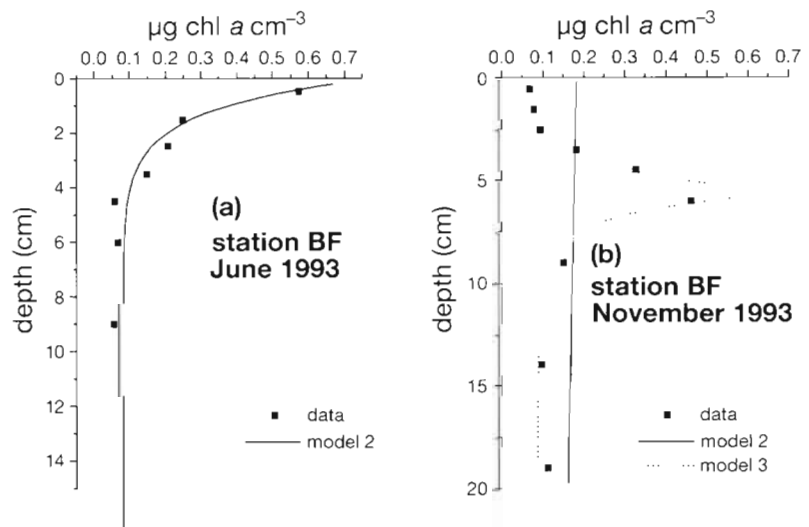 µg chl a cm⁻³
0.0 0.1 0.2 0.3 0.4 0.5 0.6 0.7
0
2
4
6
8
10
12
14
depth (cm)
(a)
station BF
June 1993
data
model 2
µg chl a cm⁻³
0.0 0.1 0.2 0.3 0.4 0.5 0.6 0.7
0
5
10
15
20
depth (cm)
(b)
station BF
November 1993
data
model 2
model 3